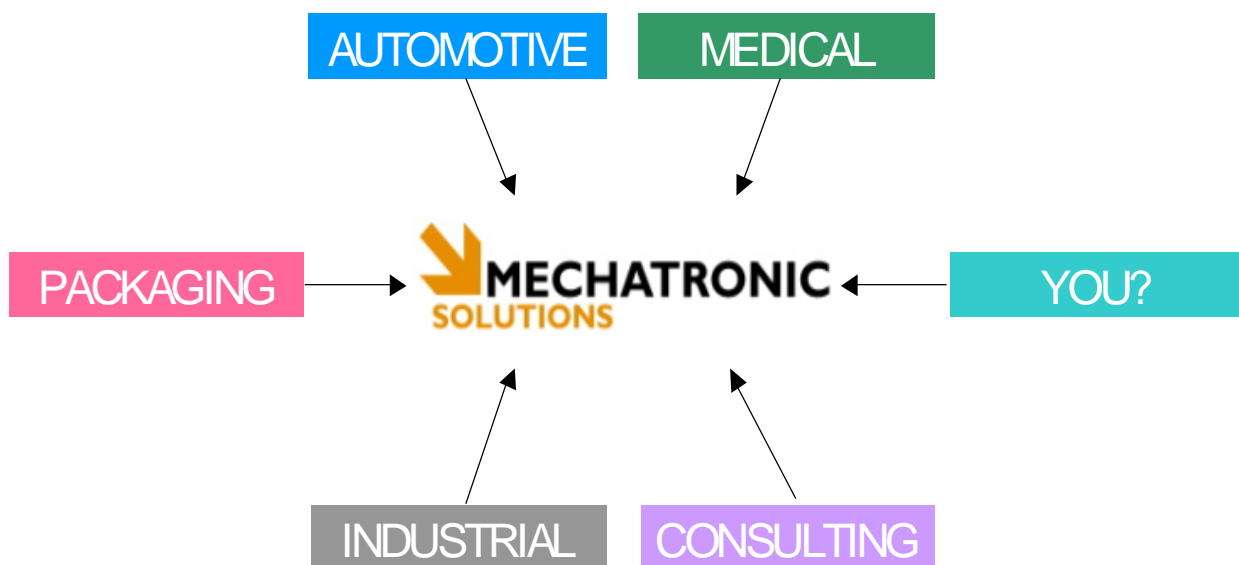 AUTOMOTIVE
MEDICAL
PACKAGING
MECHATRONIC
SOLUTIONS
YOU?
INDUSTRIAL
CONSULTING